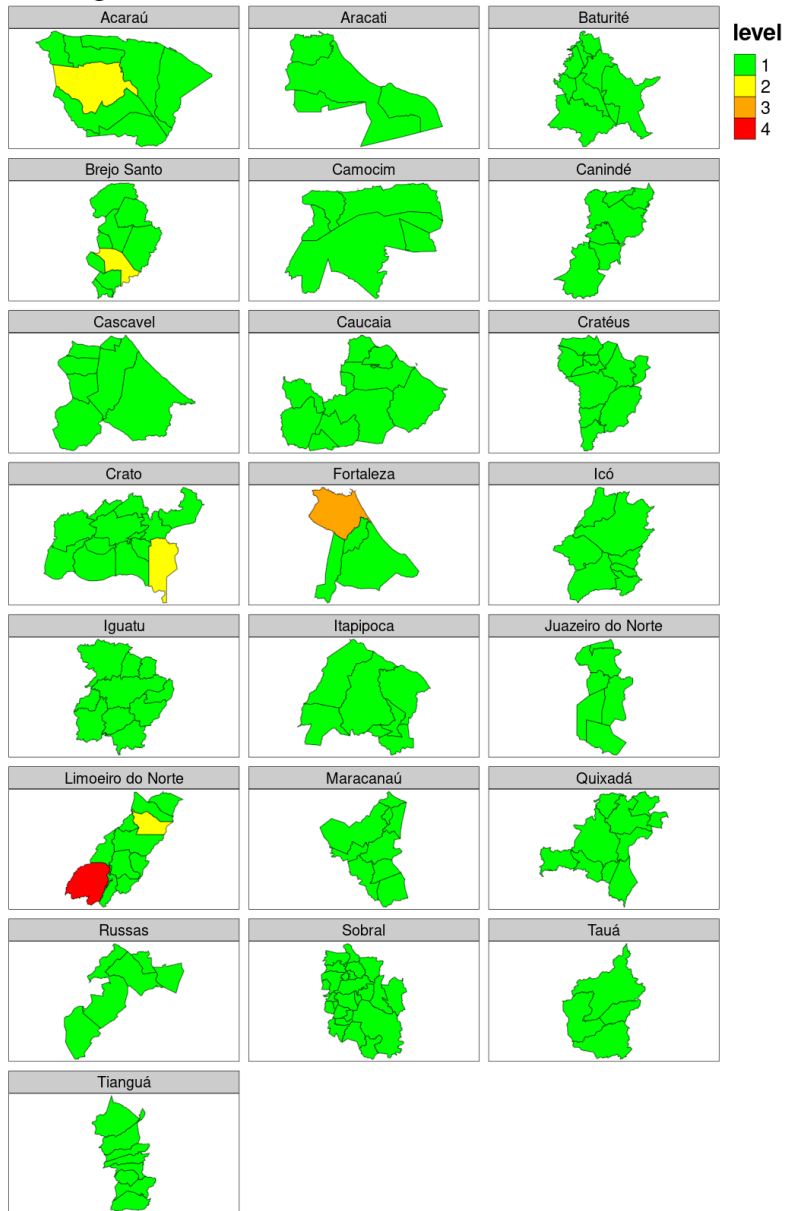 Acaraú
Aracati
Baturité
level
1
2
3
4
Brejo Santo
Camocim
Canindé
Cascavel
Caucaia
Cratéus
Crato
Fortaleza
Icó
Iguatu
Itapipoca
Juazeiro do Norte
Limoeiro do Norte
Maracanaú
Quixadá
Russas
Sobral
Tauá
Tianguá